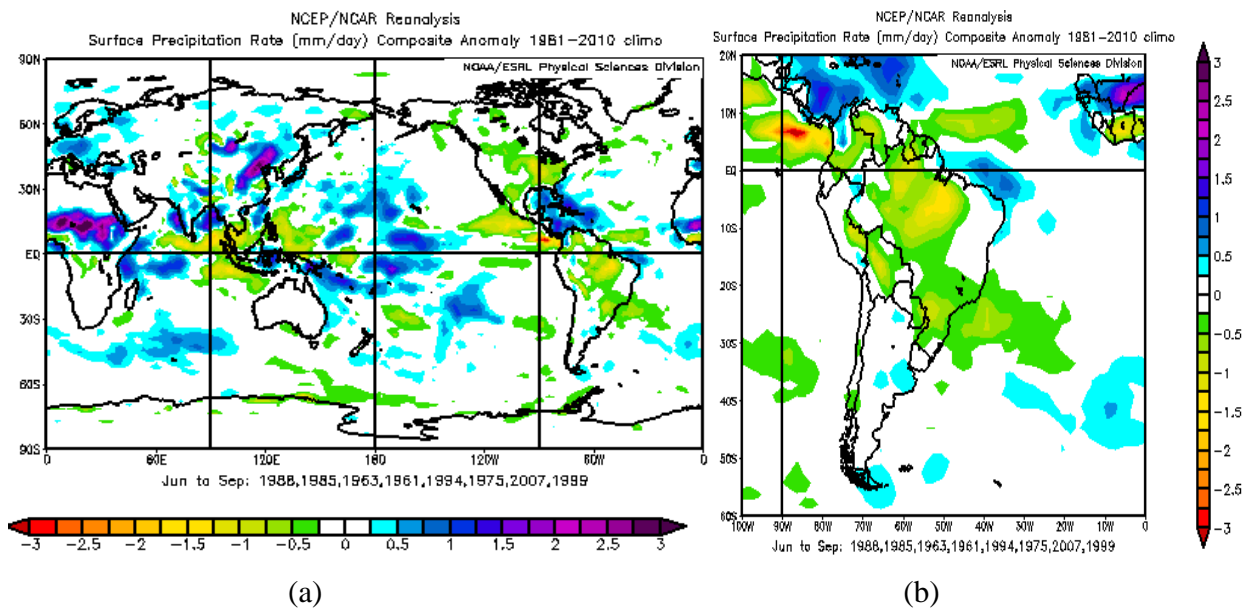 NCEP/NCAR Reanalysis
Surface Precipitation Rate (mm/day) Composite Anomaly 1981-2010 climo
NOAA/ESRL Physical Sciences Division
90N
60N
30N
EQ
30S
60S
90S
0 60E 120E 180 120W 60W 0
Jun to Sep: 1988,1985,1963,1961,1994,1975,2007,1999
-3 -2.5 -2 -1.5 -1 -0.5 0 0.5 1 1.5 2 2.5 3
(a)
NCEP/NCAR Reanalysis
Surface Precipitation Rate (mm/day) Composite Anomaly 1981-2010 climo
NOAA/ESRL Physical Sciences Division
20N
10N
EQ
10S
20S
30S
40S
50S
60S
100W 90W 80W 70W 60W 50W 40W 30W 20W 10W 0
Jun to Sep: 1988,1985,1963,1961,1994,1975,2007,1999
3
2.5
2
1.5
1
0.5
0
-0.5
-1
-1.5
-2
-2.5
-3
(b)